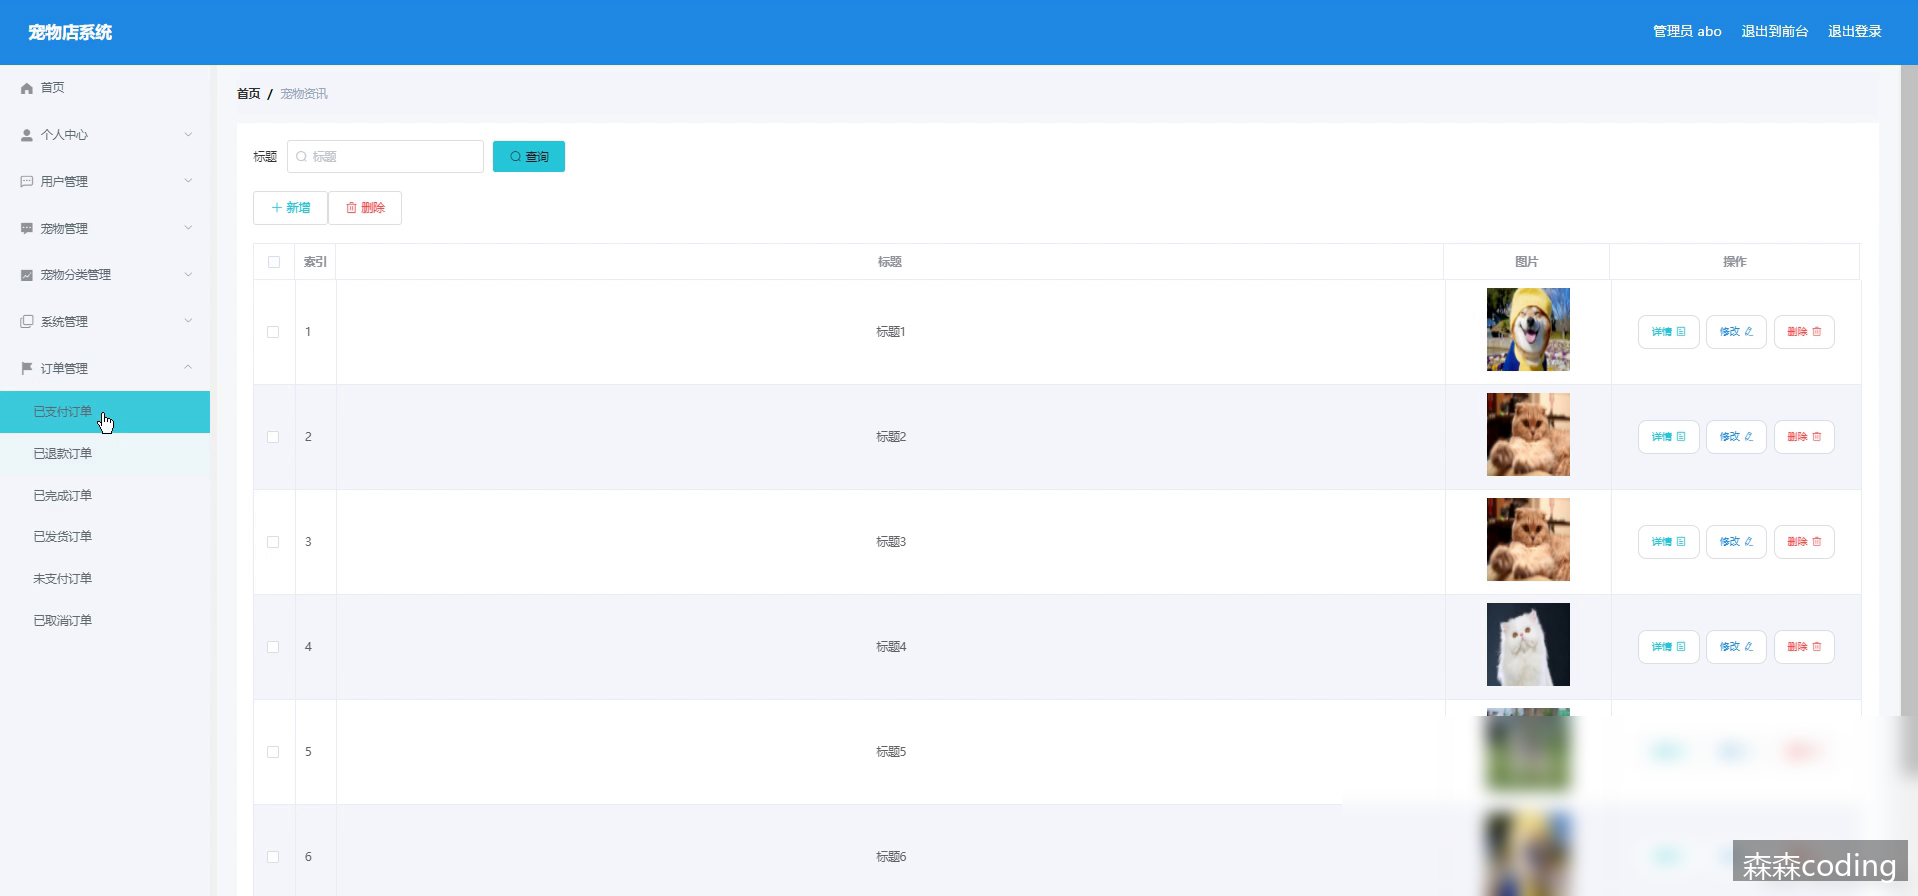 宠物店系统
管理员 abo 退出到前台 退出登录
首页
个人中心
用户管理
宠物管理
宠物分类管理
系统管理
订单管理
已支付订单
已退款订单
已完成订单
已发货订单
未支付订单
已取消订单
首页 / 宠物资讯
标题 标题 查询
新增 删除
索引 标题 图片 操作
1 标题1 详情 修改 删除
2 标题2 详情 修改 删除
3 标题3 详情 修改 删除
4 标题4 详情 修改 删除
5 标题5
6 标题6
森森coding